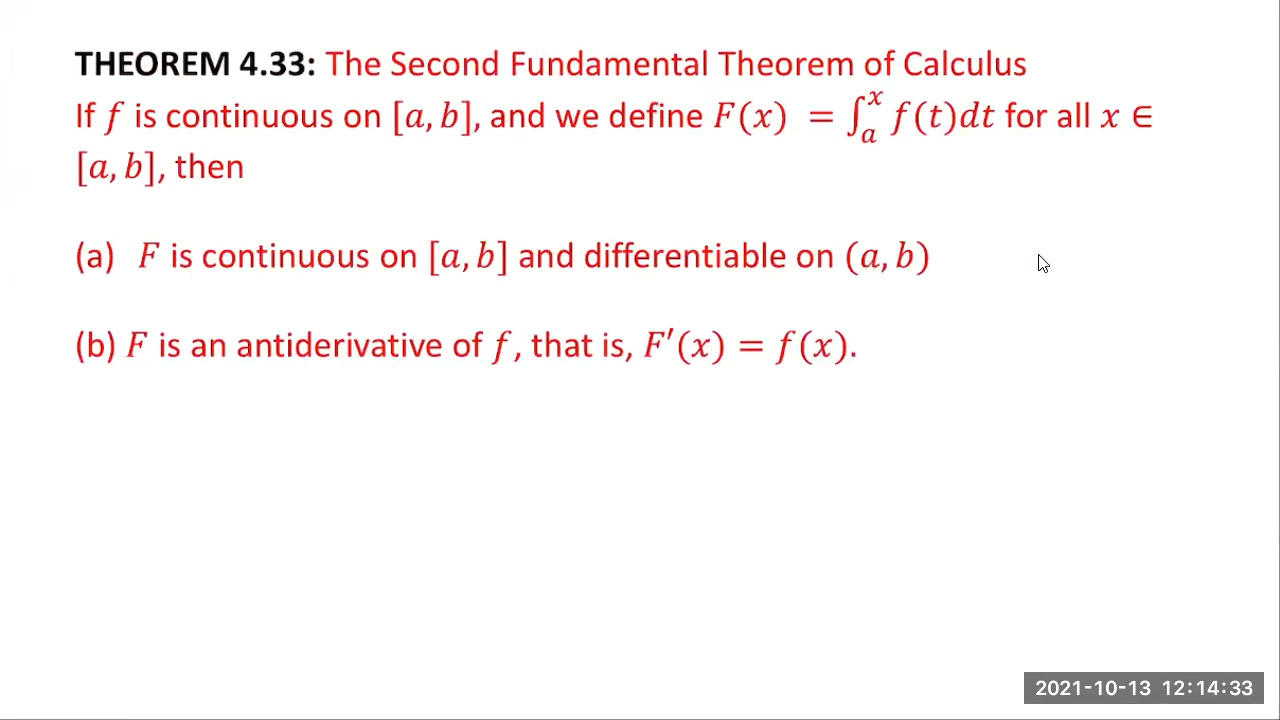 THEOREM 4.33: The Second Fundamental Theorem of Calculus
If f is continuous on [a, b], and we define F(x) = ∫ₐˣ f(t)dt for all x ∈
[a, b], then
(a) F is continuous on [a, b] and differentiable on (a, b)
(b) F is an antiderivative of f, that is, F′(x) = f(x).
2021-10-13 12:14:33